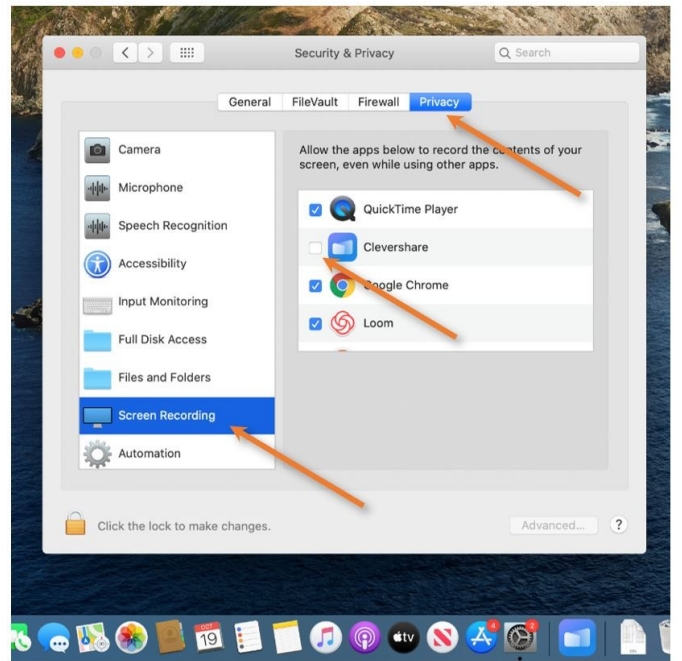 Security & Privacy
Search
General
FileVault
Firewall
Privacy
Camera
Microphone
Speech Recognition
Accessibility
Input Monitoring
Full Disk Access
Files and Folders
Screen Recording
Automation
Allow the apps below to record the contents of your
screen, even while using other apps.
QuickTime Player
Clevershare
Google Chrome
Loom
Click the lock to make changes.
Advanced...
?
OCT
19
tv
4
2